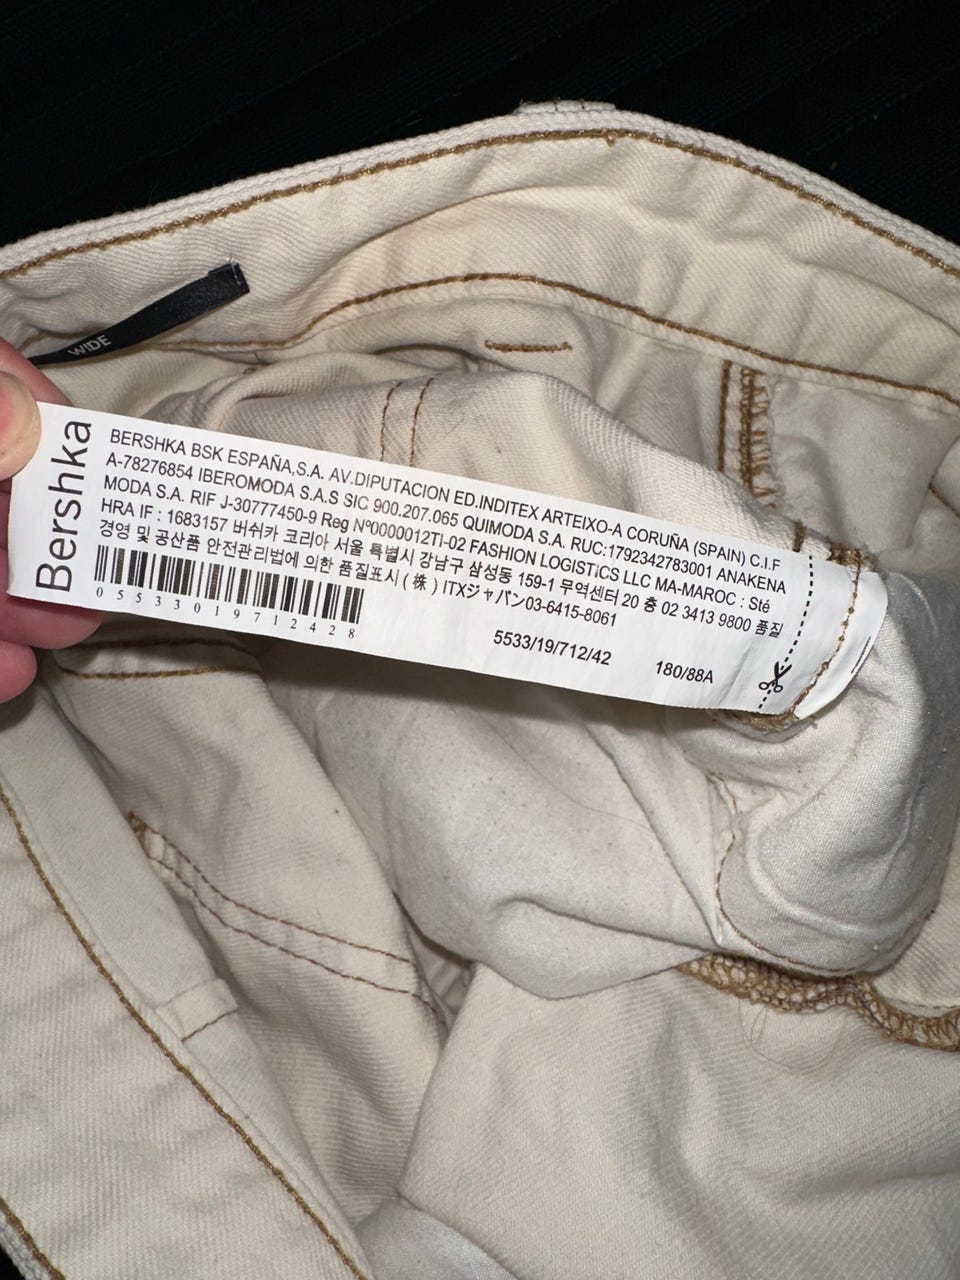 WIDE
Bershka
BERSHKA BSK ESPAÑA,S.A. AV.DIPUTACION ED.INDITEX ARTEIXO-A CORUÑA (SPAIN) C.I.F
A-78276854 IBEROMODA S.A.S SIC 900.207.065 QUIMODA S.A. RUC:1792342783001 ANAKENA
MODA S.A. RIF J-30777450-9 Reg Nº0000012TI-02 FASHION LOGISTICS LLC MA-MAROC : Sté
HRA IF : 1683157 버쉬카 코리아 서울 특별시 강남구 삼성동 159-1 무역센터 20 층 02 3413 9800 품질
경영 및 공산품 안전관리법에 의한 품질표시 ( 株 ) ITXジャパン03-6415-8061
05533019712428
5533/19/712/42
180/88A